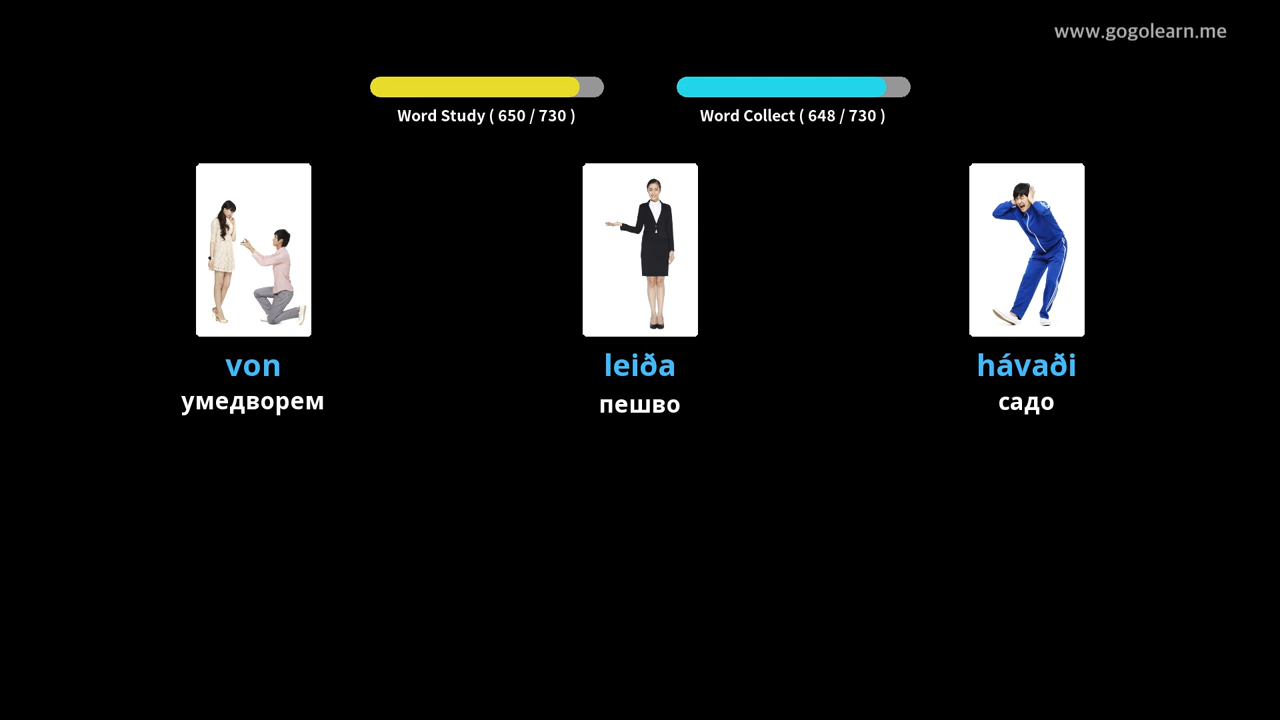 www.gogolearn.me
Word Study ( 650 / 730 )
Word Collect ( 648 / 730 )
von
leiða
hávaði
умедворем
пешво
садо